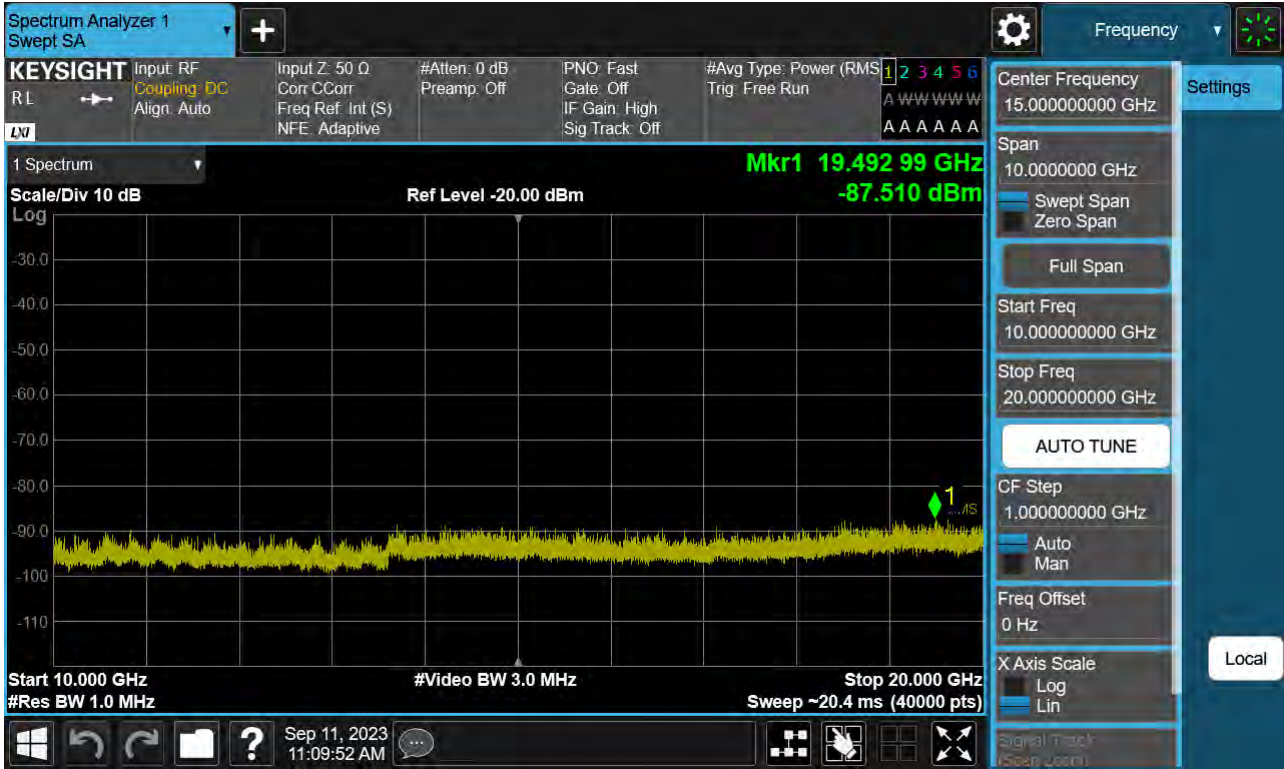 Spectrum Analyzer 1
Swept SA
+
Frequency
KEYSIGHT
R L
LXI
Input: RF
Coupling: DC
Align: Auto
Input Z: 50 Ω
Corr CCorr
Freq Ref: Int (S)
NFE: Adaptive
#Atten: 0 dB
Preamp: Off
PNO: Fast
Gate: Off
IF Gain: High
Sig Track: Off
#Avg Type: Power (RMS
Trig: Free Run
1 2 3 4 5 6
A W W W W W
A A A A A A
1 Spectrum
Scale/Div 10 dB
Ref Level -20.00 dBm
Mkr1 19.492 99 GHz
-87.510 dBm
Log
-30.0
-40.0
-50.0
-60.0
-70.0
-80.0
-90.0
-100
-110
1
Start 10.000 GHz
#Video BW 3.0 MHz
Stop 20.000 GHz
#Res BW 1.0 MHz
Sweep ~20.4 ms (40000 pts)
Center Frequency
15.000000000 GHz
Settings
Span
10.0000000 GHz
Swept Span
Zero Span
Full Span
Start Freq
10.000000000 GHz
Stop Freq
20.000000000 GHz
AUTO TUNE
CF Step
1.000000000 GHz
Auto
Man
Freq Offset
0 Hz
X Axis Scale
Log
Lin
Signal Track
(Span Zoom)
Local
?
Sep 11, 2023
11:09:52 AM